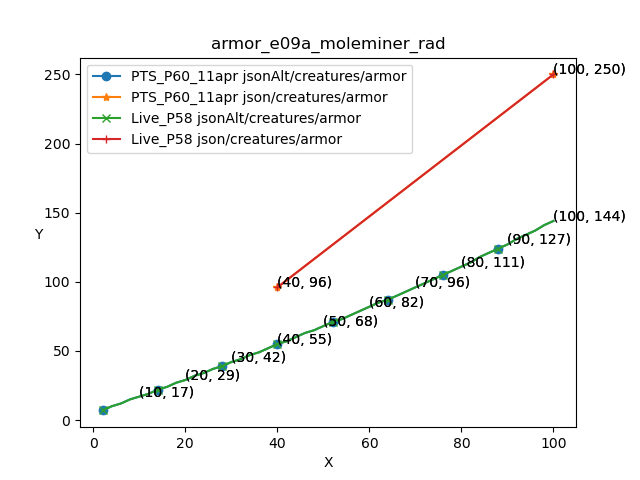 armor_e09a_moleminer_rad
PTS_P60_11apr jsonAlt/creatures/armor
PTS_P60_11apr json/creatures/armor
Live_P58 jsonAlt/creatures/armor
Live_P58 json/creatures/armor
(100, 250)
(100, 144)
(90, 127)
(80, 111)
(40, 96)
(70, 96)
(60, 82)
(50, 68)
(40, 55)
(30, 42)
(20, 29)
(10, 17)
250
200
150
100
50
0
Y
0 20 40 60 80 100
X